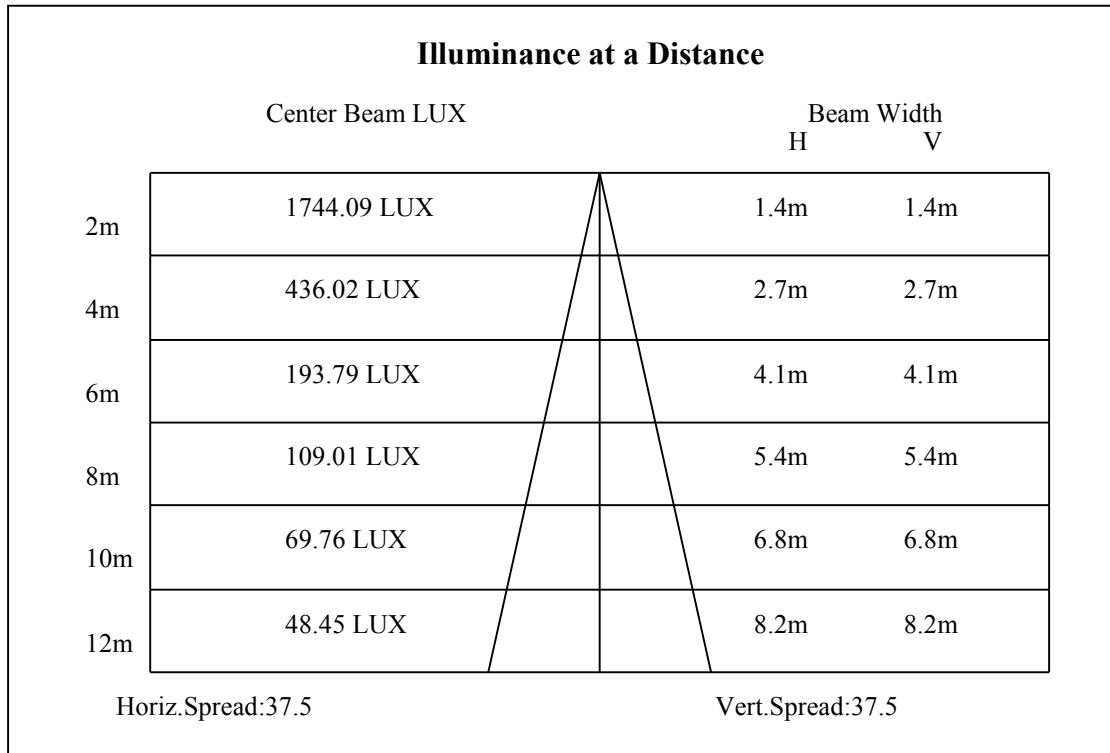 Illuminance at a Distance
Center Beam LUX Beam Width
H V
2m 1744.09 LUX 1.4m 1.4m
4m 436.02 LUX 2.7m 2.7m
6m 193.79 LUX 4.1m 4.1m
8m 109.01 LUX 5.4m 5.4m
10m 69.76 LUX 6.8m 6.8m
12m 48.45 LUX 8.2m 8.2m
Horiz.Spread:37.5 Vert.Spread:37.5